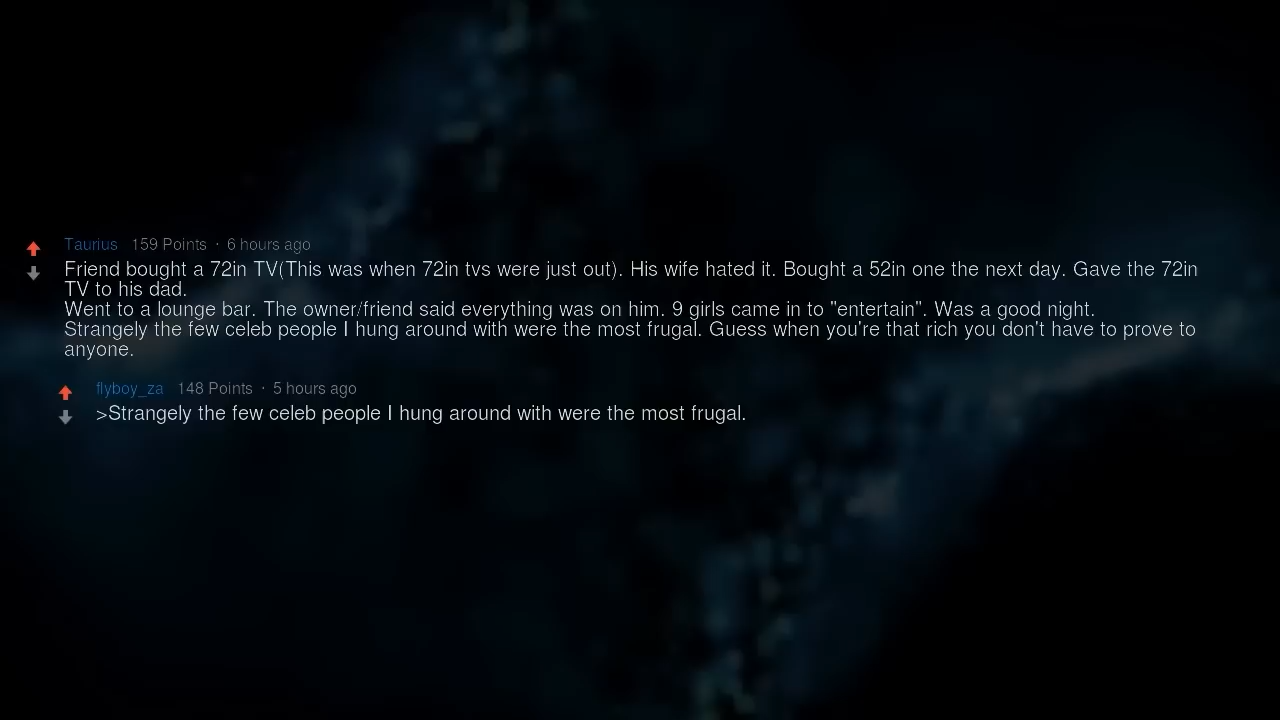 Taurius 159 Points · 6 hours ago
Friend bought a 72in TV(This was when 72in tvs were just out). His wife hated it. Bought a 52in one the next day. Gave the 72in
TV to his dad.
Went to a lounge bar. The owner/friend said everything was on him. 9 girls came in to "entertain". Was a good night.
Strangely the few celeb people I hung around with were the most frugal. Guess when you're that rich you don't have to prove to
anyone.
flyboy_za 148 Points · 5 hours ago
>Strangely the few celeb people I hung around with were the most frugal.